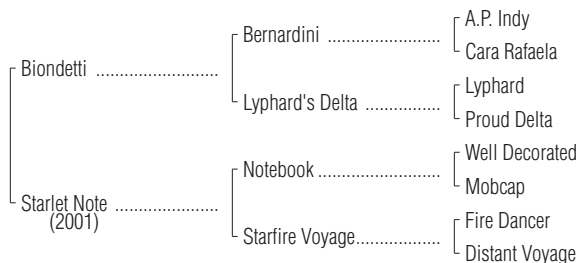 A.P. Indy
Bernardini
Cara Rafaela
Biondetti
Lyphard
Lyphard's Delta
Proud Delta
Well Decorated
Notebook
Mobcap
Starlet Note
(2001)
Fire Dancer
Starfire Voyage
Distant Voyage